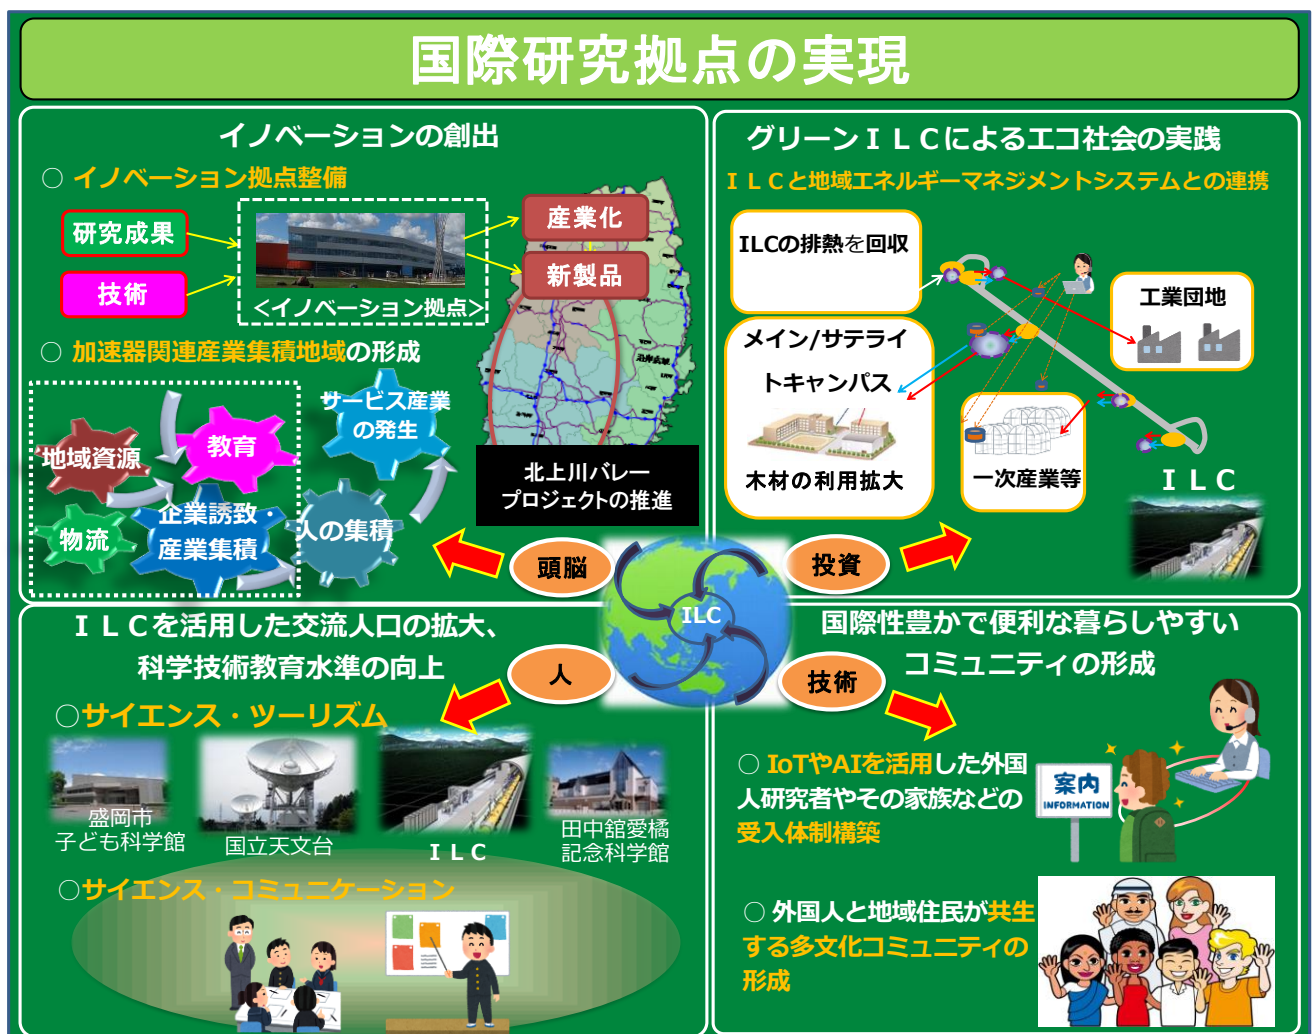 国際研究拠点の実現
イノベーションの創出
○ イノベーション拠点整備
研究成果
技術
＜イノベーション拠点＞
産業化
新製品
○ 加速器関連産業集積地域の形成
地域資源
教育
物流
企業誘致・
産業集積
人の集積
サービス産業
の発生
北上川バレー
プロジェクトの推進
グリーンＩＬＣによるエコ社会の実践
ＩＬＣと地域エネルギーマネジメントシステムとの連携
ILCの排熱を回収
メイン/サテライ
トキャンパス
木材の利用拡大
工業団地
一次産業等
ＩＬＣ
頭脳
投資
人
技術
ILC
ＩＬＣを活用した交流人口の拡大、
科学技術教育水準の向上
○サイエンス・ツーリズム
盛岡市
子ども科学館
国立天文台
ＩＬＣ
田中舘愛橘
記念科学館
○サイエンス・コミュニケーション
国際性豊かで便利な暮らしやすい
コミュニティの形成
○ IoTやAIを活用した外国
人研究者やその家族などの
受入体制構築
案内
INFORMATION
○ 外国人と地域住民が共生
する多文化コミュニティの
形成